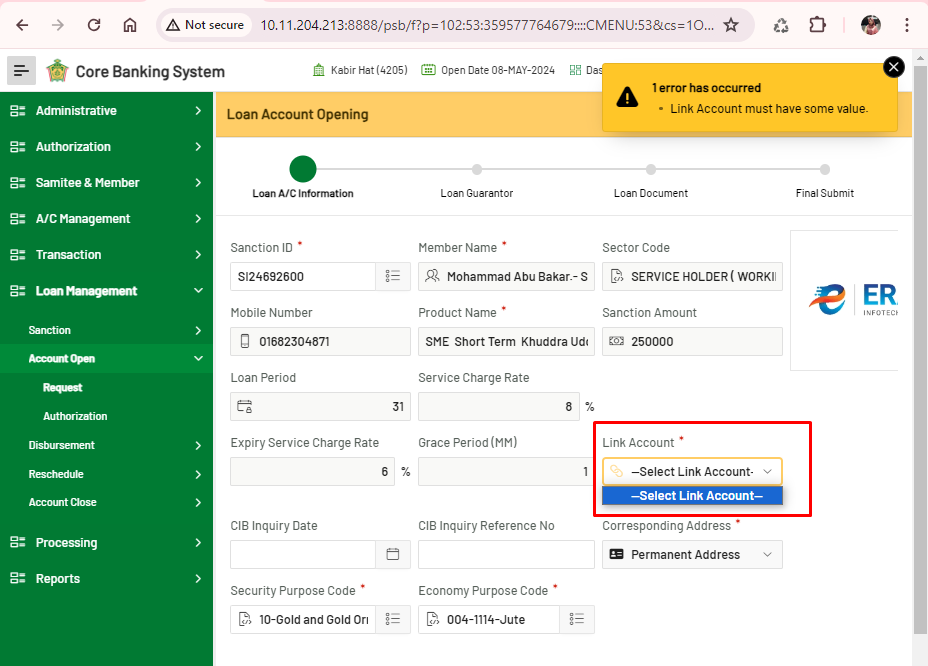 Not secure
10.11.204.213:8888/psb/f?p=102:53:359577764679::::CMENU:53&cs=1O...
Core Banking System
Kabir Hat (4205)
Open Date 08-MAY-2024
Das
1 error has occurred
Link Account must have some value.
Administrative
Authorization
Samitee & Member
A/C Management
Transaction
Loan Management
Sanction
Account Open
Request
Authorization
Disbursement
Reschedule
Account Close
Processing
Reports
Loan Account Opening
Loan A/C Information
Loan Guarantor
Loan Document
Final Submit
Sanction ID *
Member Name *
Sector Code
SI24692600
Mohammad Abu Bakar.- S
SERVICE HOLDER ( WORKI
ER
INFOTECH
Mobile Number
Product Name *
Sanction Amount
01682304871
SME Short Term Khuddra Udd
250000
Loan Period
Service Charge Rate
31
8 %
Expiry Service Charge Rate
Grace Period (MM)
Link Account *
6 %
1
--Select Link Account-
--Select Link Account--
CIB Inquiry Date
CIB Inquiry Reference No
Corresponding Address *
Permanent Address
Security Purpose Code *
Economy Purpose Code *
10-Gold and Gold Orn
004-1114-Jute